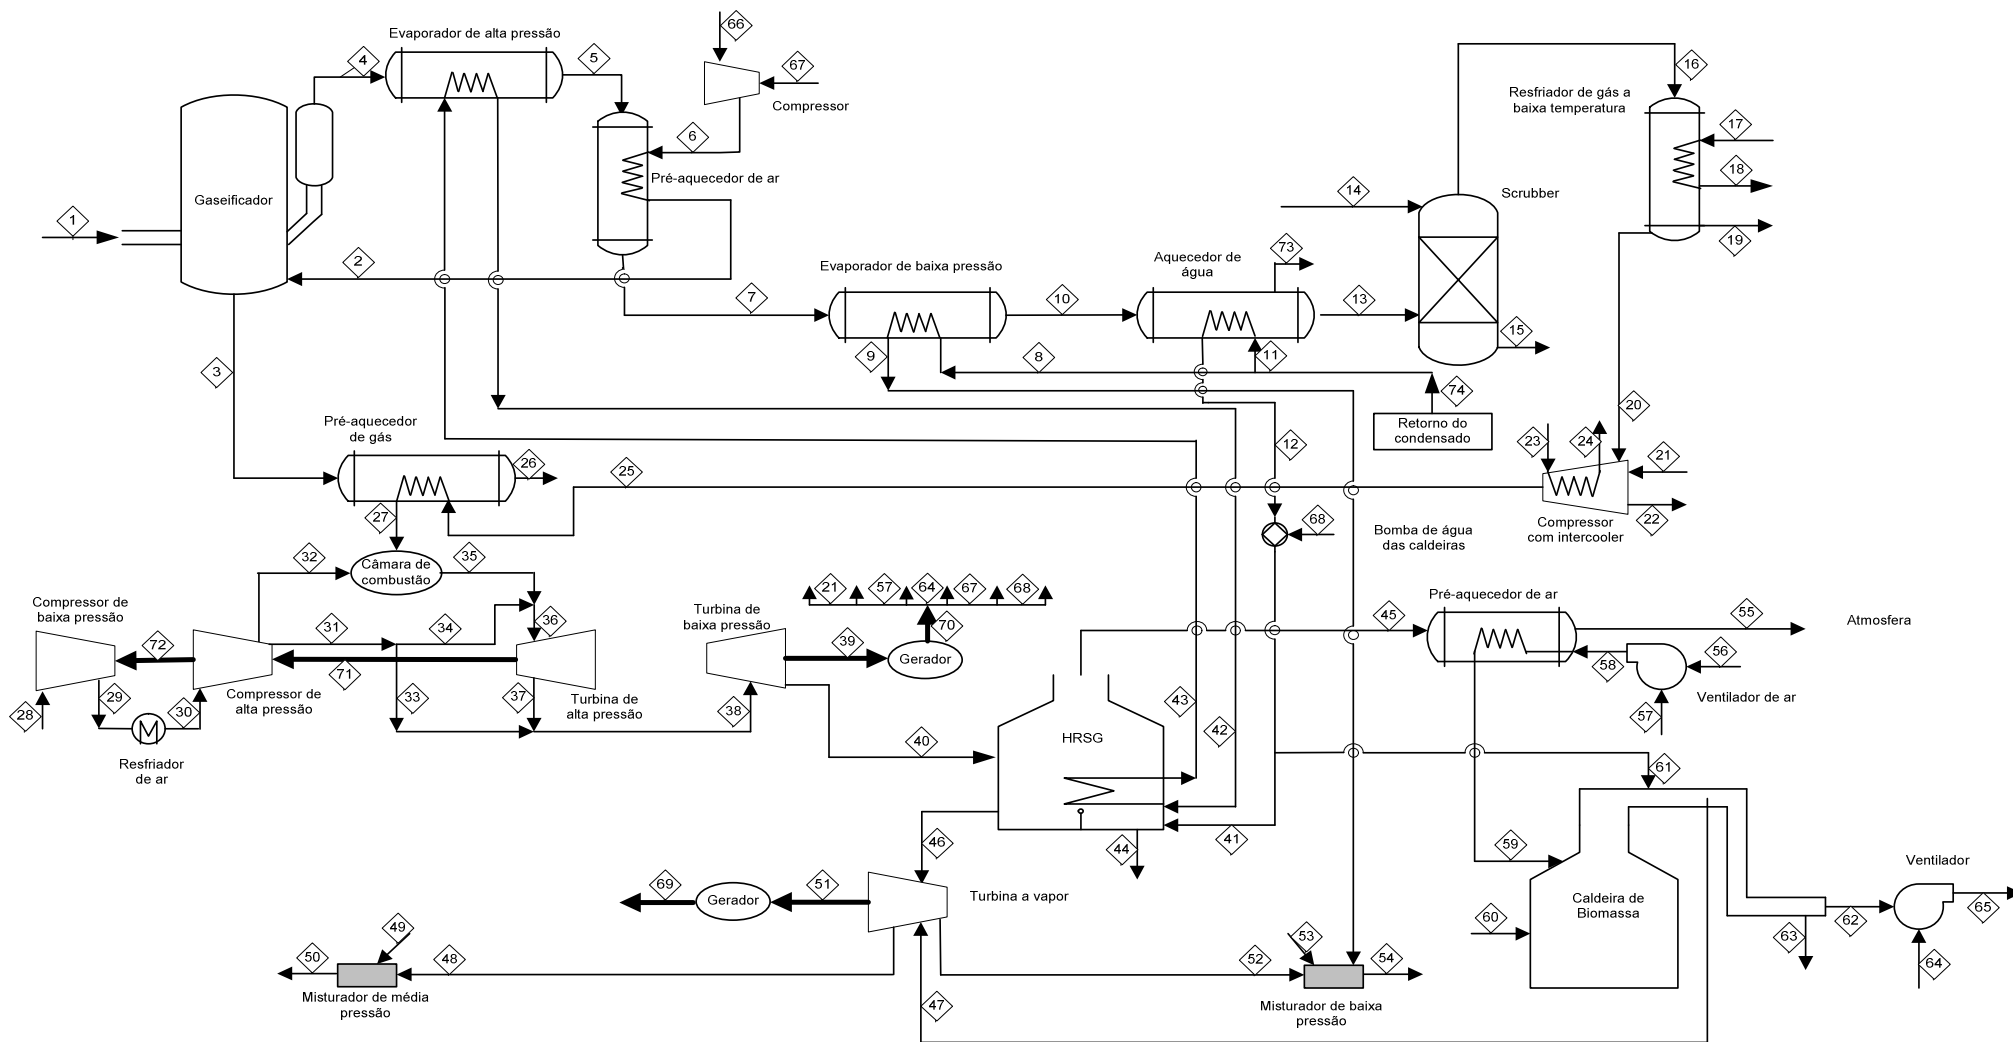 66
Evaporador de alta pressão
4
5
67
16
Compressor
Resfriador de gás a
baixa temperatura
6
17
Pré-aquecedor de ar
18
Gaseificador
14
Scrubber
1
19
73
2
Evaporador de baixa pressão
Aquecedor de
água
7
10
13
15
9
8
11
3
74
20
Pré-aquecedor
de gás
Retorno do
condensado
12
23
24
26
25
21
27
22
68
Compressor
com intercooler
Bomba de água
das caldeiras
32
35
Câmara de
combustão
21
57
64
67
68
Compressor de
baixa pressão
Turbina de
baixa pressão
Pré-aquecedor de ar
36
31
34
45
55
Atmosfera
72
39
70
Gerador
56
71
58
Compressor de
alta pressão
37
Turbina de
alta pressão
29
30
33
38
43
57
Ventilador de ar
28
M
42
40
HRSG
Resfriador
de ar
61
46
44
41
59
Ventilador
69
Gerador
51
Turbina a vapor
Caldeira de
Biomassa
62
65
49
60
53
63
50
48
52
54
64
Misturador de média
pressão
47
Misturador de baixa
pressão